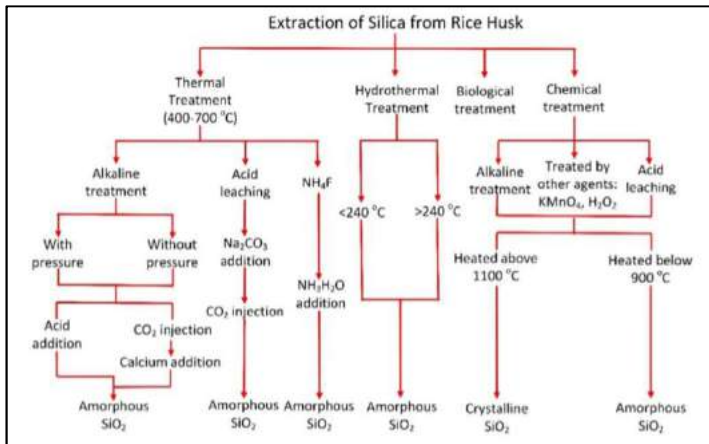 Extraction of Silica from Rice Husk
Thermal
Treatment
(400-700 °C)
Hydrothermal
Treatment
Biological
treatment
Chemical
treatment
Alkaline
treatment
Acid
leaching
NH₄F
<240 °C
>240 °C
Alkaline
treatment
Treated by
other agents:
KMnO₄, H₂O₂
Acid
leaching
With
pressure
Without
pressure
Na₂CO₃
addition
NH₃H₂O
addition
Heated above
1100 °C
Heated below
900 °C
Acid
addition
CO₂ injection
Calcium addition
CO₂ injection
Amorphous
SiO₂
Amorphous
SiO₂
Amorphous
SiO₂
Amorphous
SiO₂
Crystalline
SiO₂
Amorphous
SiO₂